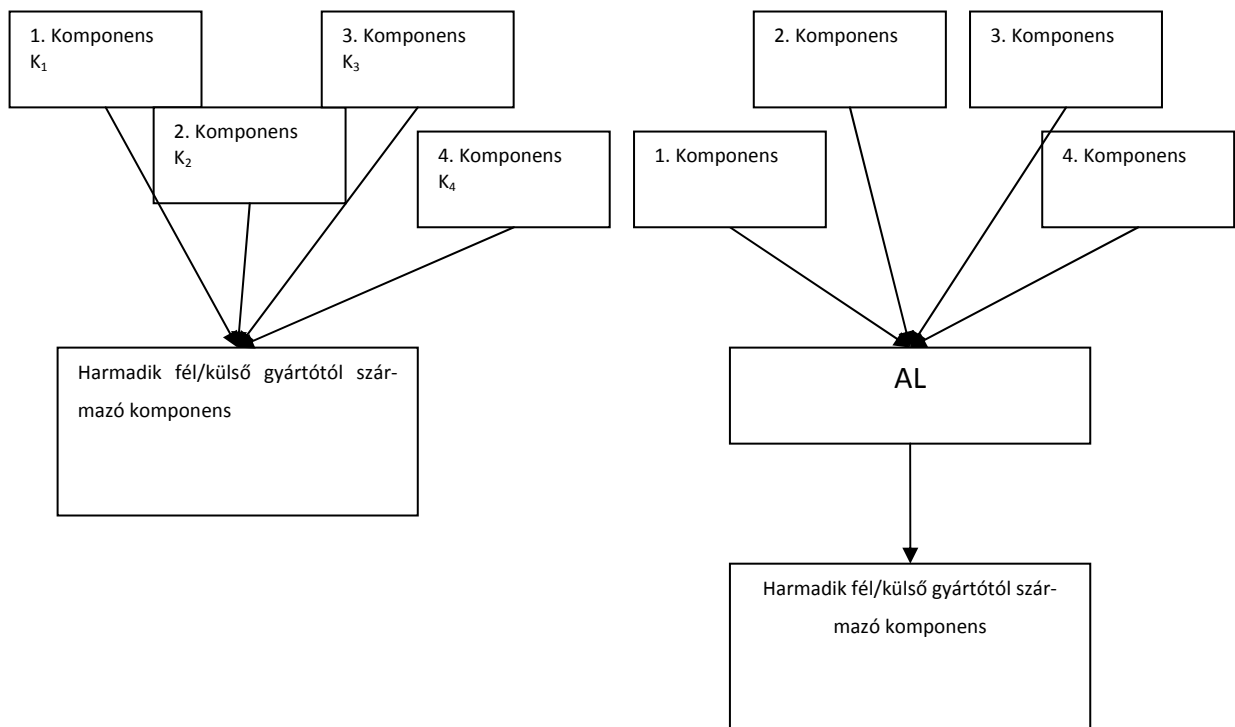 1. Komponens
K₁
2. Komponens
K₂
3. Komponens
K₃
4. Komponens
K₄
Harmadik fél/külső gyártótól szár-
mazó komponens
1. Komponens
2. Komponens
3. Komponens
4. Komponens
AL
Harmadik fél/külső gyártótól szár-
mazó komponens